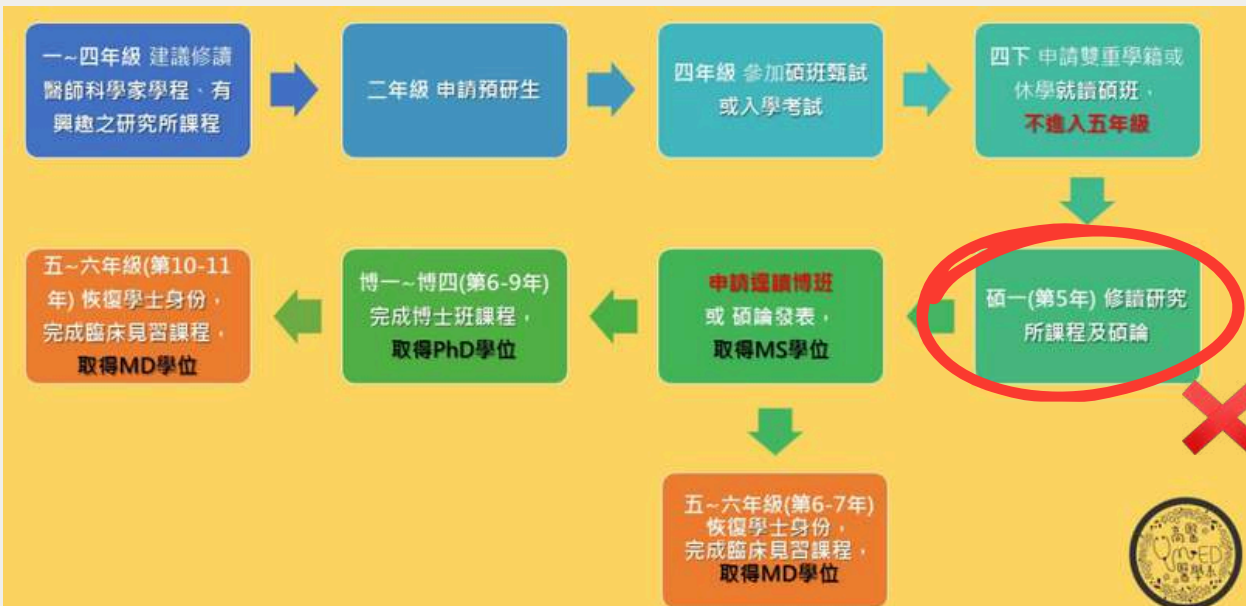 一~四年級 建議修讀
醫師科學家學程、有
興趣之研究所課程
二年級 申請預研生
四年級 參加碩班甄試
或入學考試
四下 申請雙重學籍或
休學就讀碩班，
不進入五年級
碩一(第5年) 修讀研究
所課程及碩論
申請逕讀博班
或 碩論發表，
取得MS學位
博一~博四(第6-9年)
完成博士班課程，
取得PhD學位
五~六年級(第10-11
年) 恢復學士身份，
完成臨床見習課程，
取得MD學位
五~六年級(第6-7年)
恢復學士身份，
完成臨床見習課程，
取得MD學位
高醫
MED
醫學系